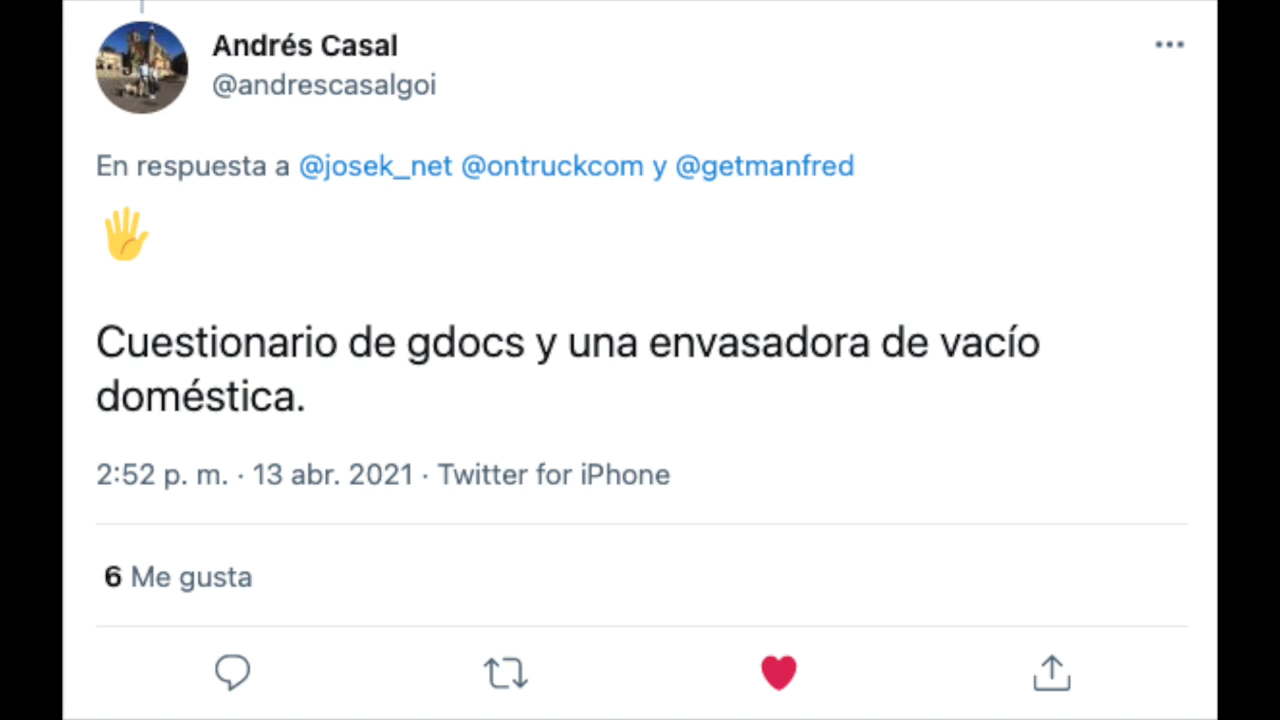 Andrés Casal
@andrescasalgoi
En respuesta a @josek_net @ontruckcom y @getmanfred
🖐
Cuestionario de gdocs y una envasadora de vacío
doméstica.
2:52 p. m. · 13 abr. 2021 · Twitter for iPhone
6 Me gusta